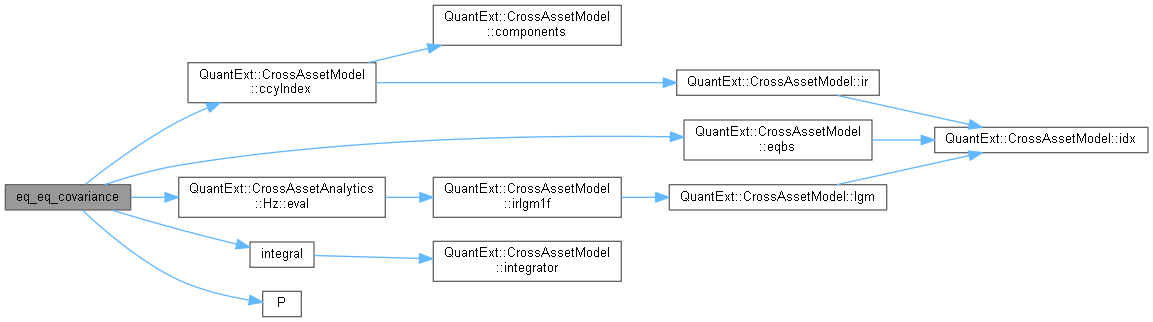 QuantExt::CrossAssetModel
::components
QuantExt::CrossAssetModel
::ccyIndex
QuantExt::CrossAssetModel::ir
QuantExt::CrossAssetModel
::eqbs
QuantExt::CrossAssetModel::idx
eq_eq_covariance
QuantExt::CrossAssetAnalytics
::Hz::eval
QuantExt::CrossAssetModel
::irlgm1f
QuantExt::CrossAssetModel::lgm
integral
QuantExt::CrossAssetModel
::integrator
P